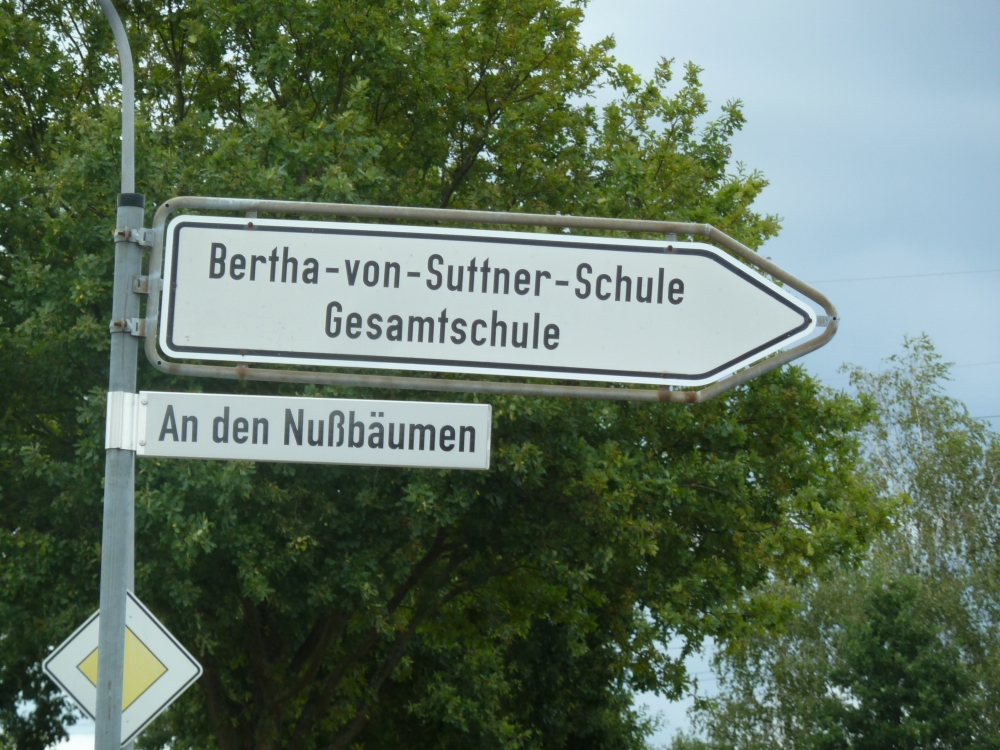 Bertha-von-Suttner-Schule
Gesamtschule
An den Nußbäumen